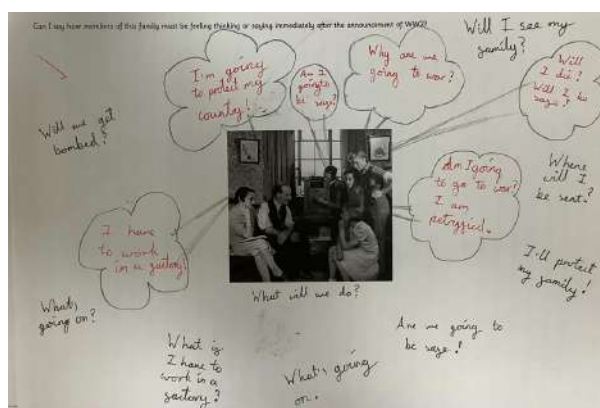 Can I say how members of this family must be feeling thinking or saying immediately after the announcement of WW2?
Will I see my
family?
I'm going
to protect my
country!
Am I
going to
be safe?
Why are we
going to war?
Will
I die?
Will I be
safe?
Will we get
bombed?
Am I going
to go to war?
I am
petrified.
Where
will I
be sent?
I have
to work
in a factory!
I'll protect
my family!
What's
going on?
What will we do?
Are we going to
be safe?
What if
I have to
work in a
factory?
What's going
on.